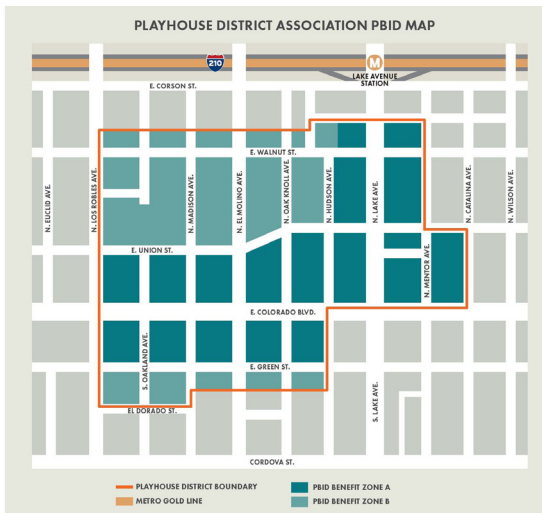 PLAYHOUSE DISTRICT ASSOCIATION PBID MAP
210
M
LAKE AVENUE
STATION
E. CORSON ST.
E. WALNUT ST.
N. EUCLID AVE.
N. LOS ROBLES AVE.
N. MADISON AVE.
N. EL MOLINO AVE.
N. OAK KNOLL AVE.
N. HUDSON AVE.
N. LAKE AVE.
N. CATALINA AVE.
N. WILSON AVE.
E. UNION ST.
N. MENTOR AVE.
E. COLORADO BLVD.
S. OAKLAND AVE.
E. GREEN ST.
S. LAKE AVE.
EL DORADO ST.
CORDOVA ST.
PLAYHOUSE DISTRICT BOUNDARY
METRO GOLD LINE
PBID BENEFIT ZONE A
PBID BENEFIT ZONE B